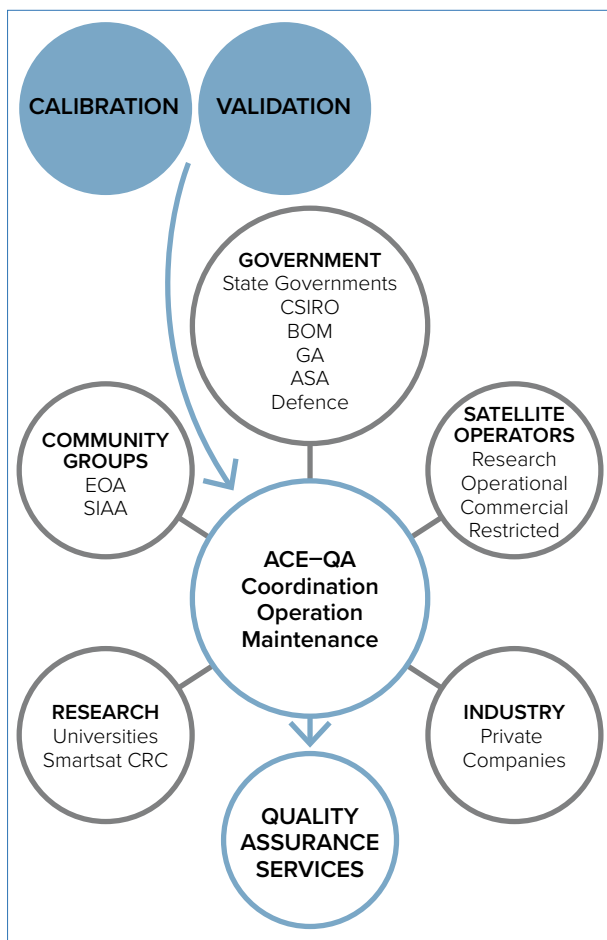 CALIBRATION
VALIDATION
GOVERNMENT
State Governments
CSIRO
BOM
GA
ASA
Defence
COMMUNITY
GROUPS
EOA
SIAA
SATELLITE
OPERATORS
Research
Operational
Commercial
Restricted
ACE–QA
Coordination
Operation
Maintenance
RESEARCH
Universities
Smartsat CRC
INDUSTRY
Private
Companies
QUALITY
ASSURANCE
SERVICES